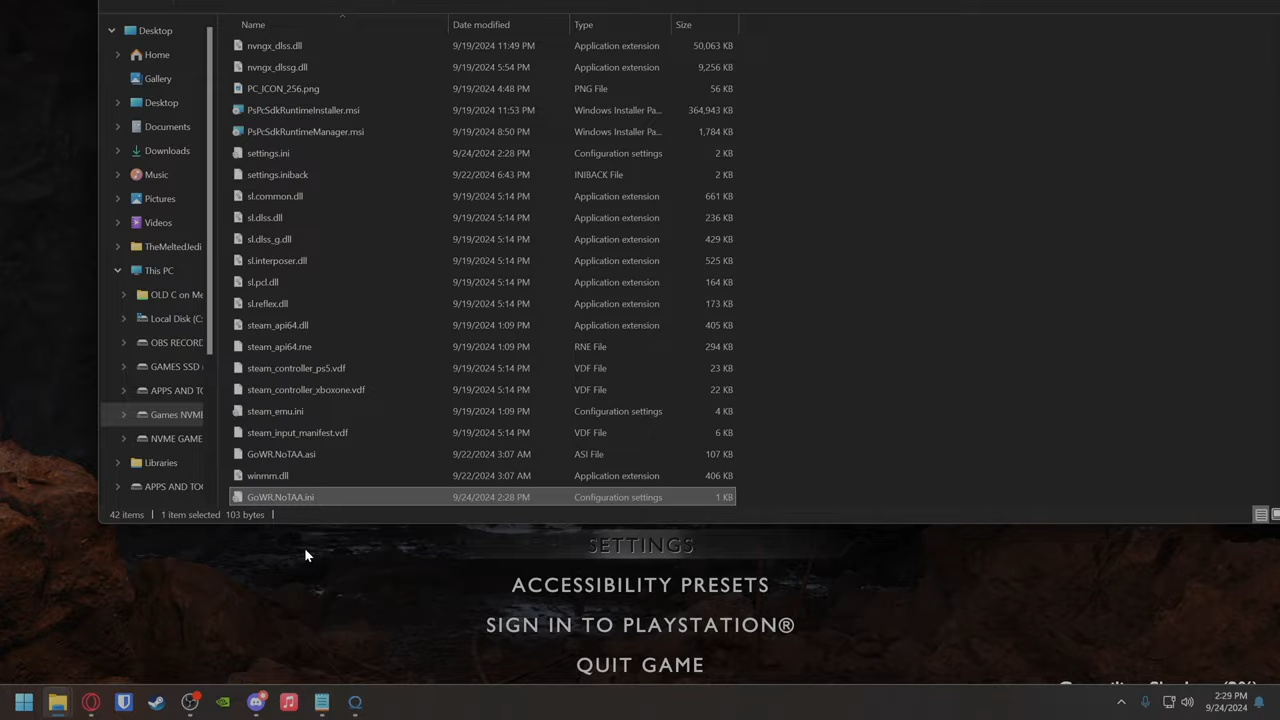 Name Date modified Type Size
Desktop
Home
Gallery
Desktop
Documents
Downloads
Music
Pictures
Videos
TheMeltedJedi
This PC
OLD C on Me
Local Disk (C:
OBS RECORD
GAMES SSD (
APPS AND TO
Games NVME
NVME GAME
Libraries
APPS AND TO
nvngx_dlss.dll 9/19/2024 11:49 PM Application extension 50,063 KB
nvngx_dlssg.dll 9/19/2024 5:54 PM Application extension 9,256 KB
PC_ICON_256.png 9/19/2024 4:48 PM PNG File 56 KB
PsPcSdkRuntimeInstaller.msi 9/19/2024 11:53 PM Windows Installer Pa... 364,943 KB
PsPcSdkRuntimeManager.msi 9/19/2024 8:50 PM Windows Installer Pa... 1,784 KB
settings.ini 9/24/2024 2:28 PM Configuration settings 2 KB
settings.iniback 9/22/2024 6:43 PM INIBACK File 2 KB
sl.common.dll 9/19/2024 5:14 PM Application extension 661 KB
sl.dlss.dll 9/19/2024 5:14 PM Application extension 236 KB
sl.dlss_g.dll 9/19/2024 5:14 PM Application extension 429 KB
sl.interposer.dll 9/19/2024 5:14 PM Application extension 525 KB
sl.pcl.dll 9/19/2024 5:14 PM Application extension 164 KB
sl.reflex.dll 9/19/2024 5:14 PM Application extension 173 KB
steam_api64.dll 9/19/2024 1:09 PM Application extension 405 KB
steam_api64.rne 9/19/2024 1:09 PM RNE File 294 KB
steam_controller_ps5.vdf 9/19/2024 5:14 PM VDF File 23 KB
steam_controller_xboxone.vdf 9/19/2024 5:14 PM VDF File 22 KB
steam_emu.ini 9/19/2024 1:09 PM Configuration settings 4 KB
steam_input_manifest.vdf 9/19/2024 5:14 PM VDF File 6 KB
GoWR.NoTAA.asi 9/22/2024 3:07 AM ASI File 107 KB
winmm.dll 9/22/2024 3:07 AM Application extension 406 KB
GoWR.NoTAA.ini 9/24/2024 2:28 PM Configuration settings 1 KB
42 items 1 item selected 103 bytes
SETTINGS
ACCESSIBILITY PRESETS
SIGN IN TO PLAYSTATION®
QUIT GAME
2:29 PM
9/24/2024